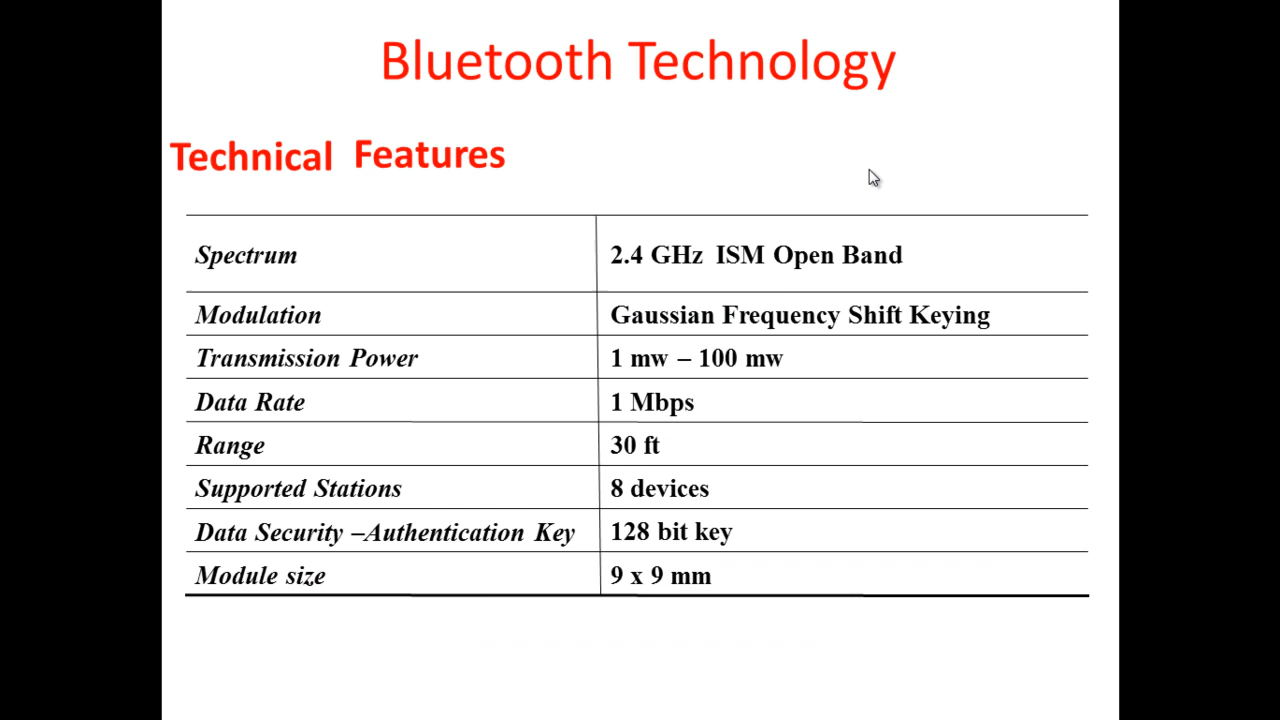 Bluetooth Technology
Technical Features
Spectrum 2.4 GHz ISM Open Band
Modulation Gaussian Frequency Shift Keying
Transmission Power 1 mw – 100 mw
Data Rate 1 Mbps
Range 30 ft
Supported Stations 8 devices
Data Security –Authentication Key 128 bit key
Module size 9 x 9 mm